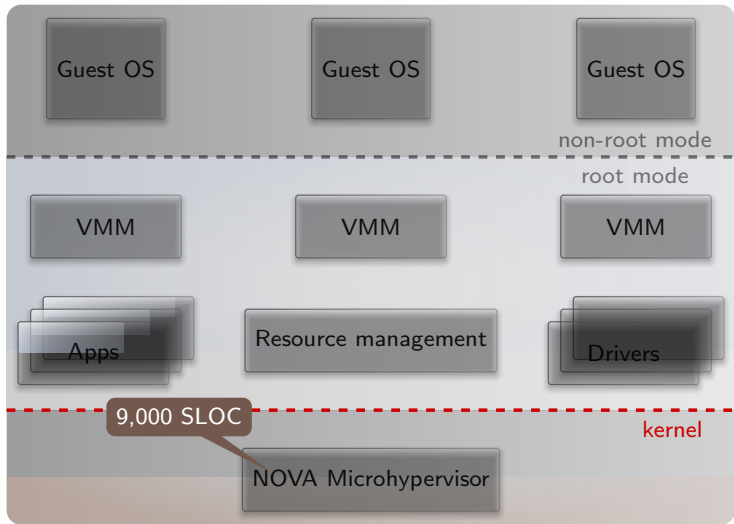 Guest OS
Guest OS
Guest OS
non-root mode
root mode
VMM
VMM
VMM
Apps
Resource management
Drivers
9,000 SLOC
kernel
NOVA Microhypervisor